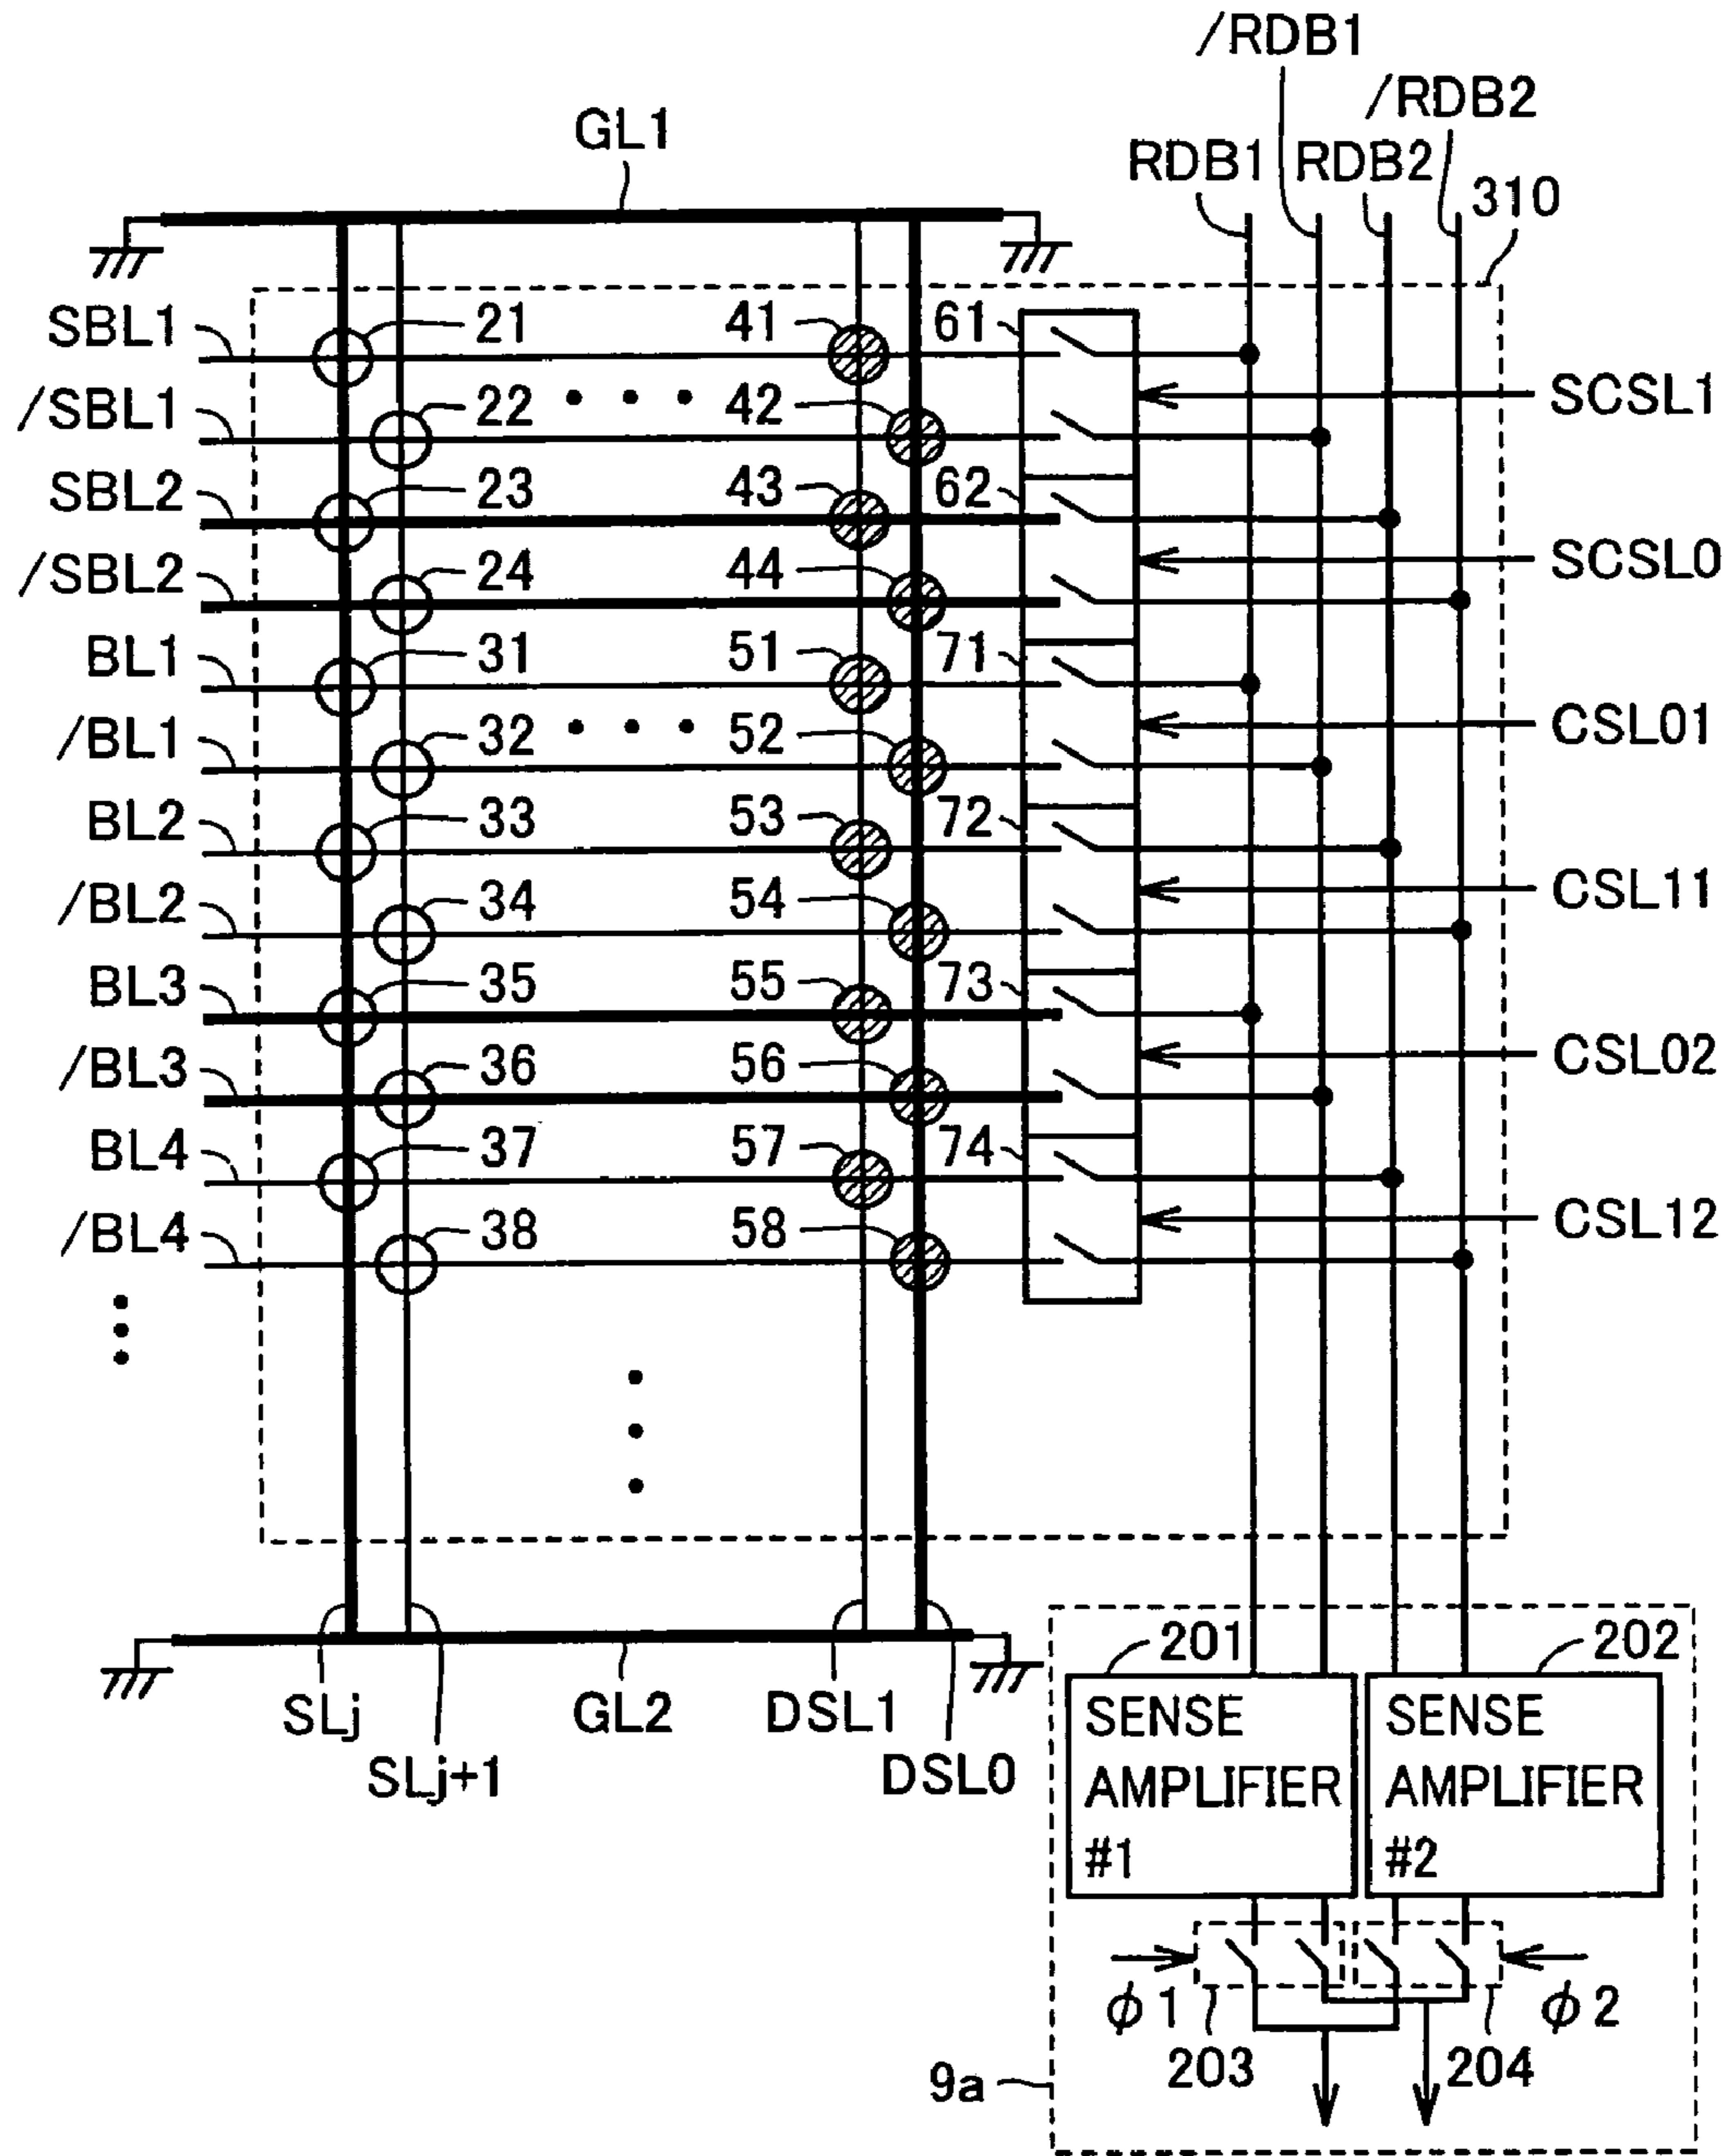 /RDB1
/RDB2
GL1
RDB1 RDB2
310
SBL1 21 41 61
/SBL1 22 42 SCSL1
SBL2 23 43 62
/SBL2 24 44 SCSL0
BL1 31 51 71
/BL1 32 52 CSL01
BL2 33 53 72
/BL2 34 54 CSL11
BL3 35 55 73
/BL3 36 56 CSL02
BL4 37 57 74
/BL4 38 58 CSL12
201 202
SLj GL2 DSL1
SLj+1 DSL0
SENSE
AMPLIFIER
#1
SENSE
AMPLIFIER
#2
ϕ1 ϕ2
203 204
9a